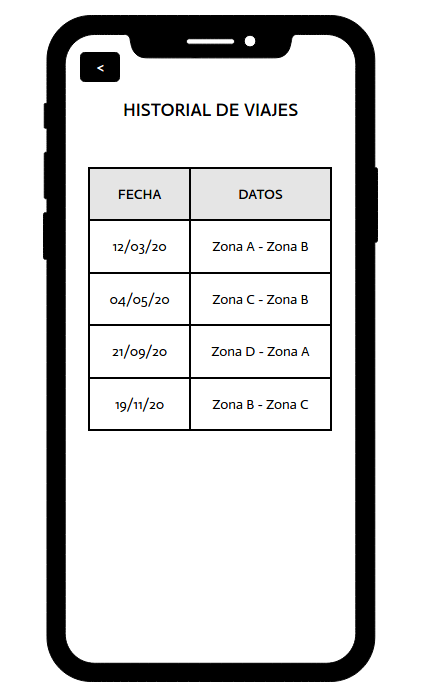 <
HISTORIAL DE VIAJES
FECHA DATOS
12/03/20 Zona A - Zona B
04/05/20 Zona C - Zona B
21/09/20 Zona D - Zona A
19/11/20 Zona B - Zona C